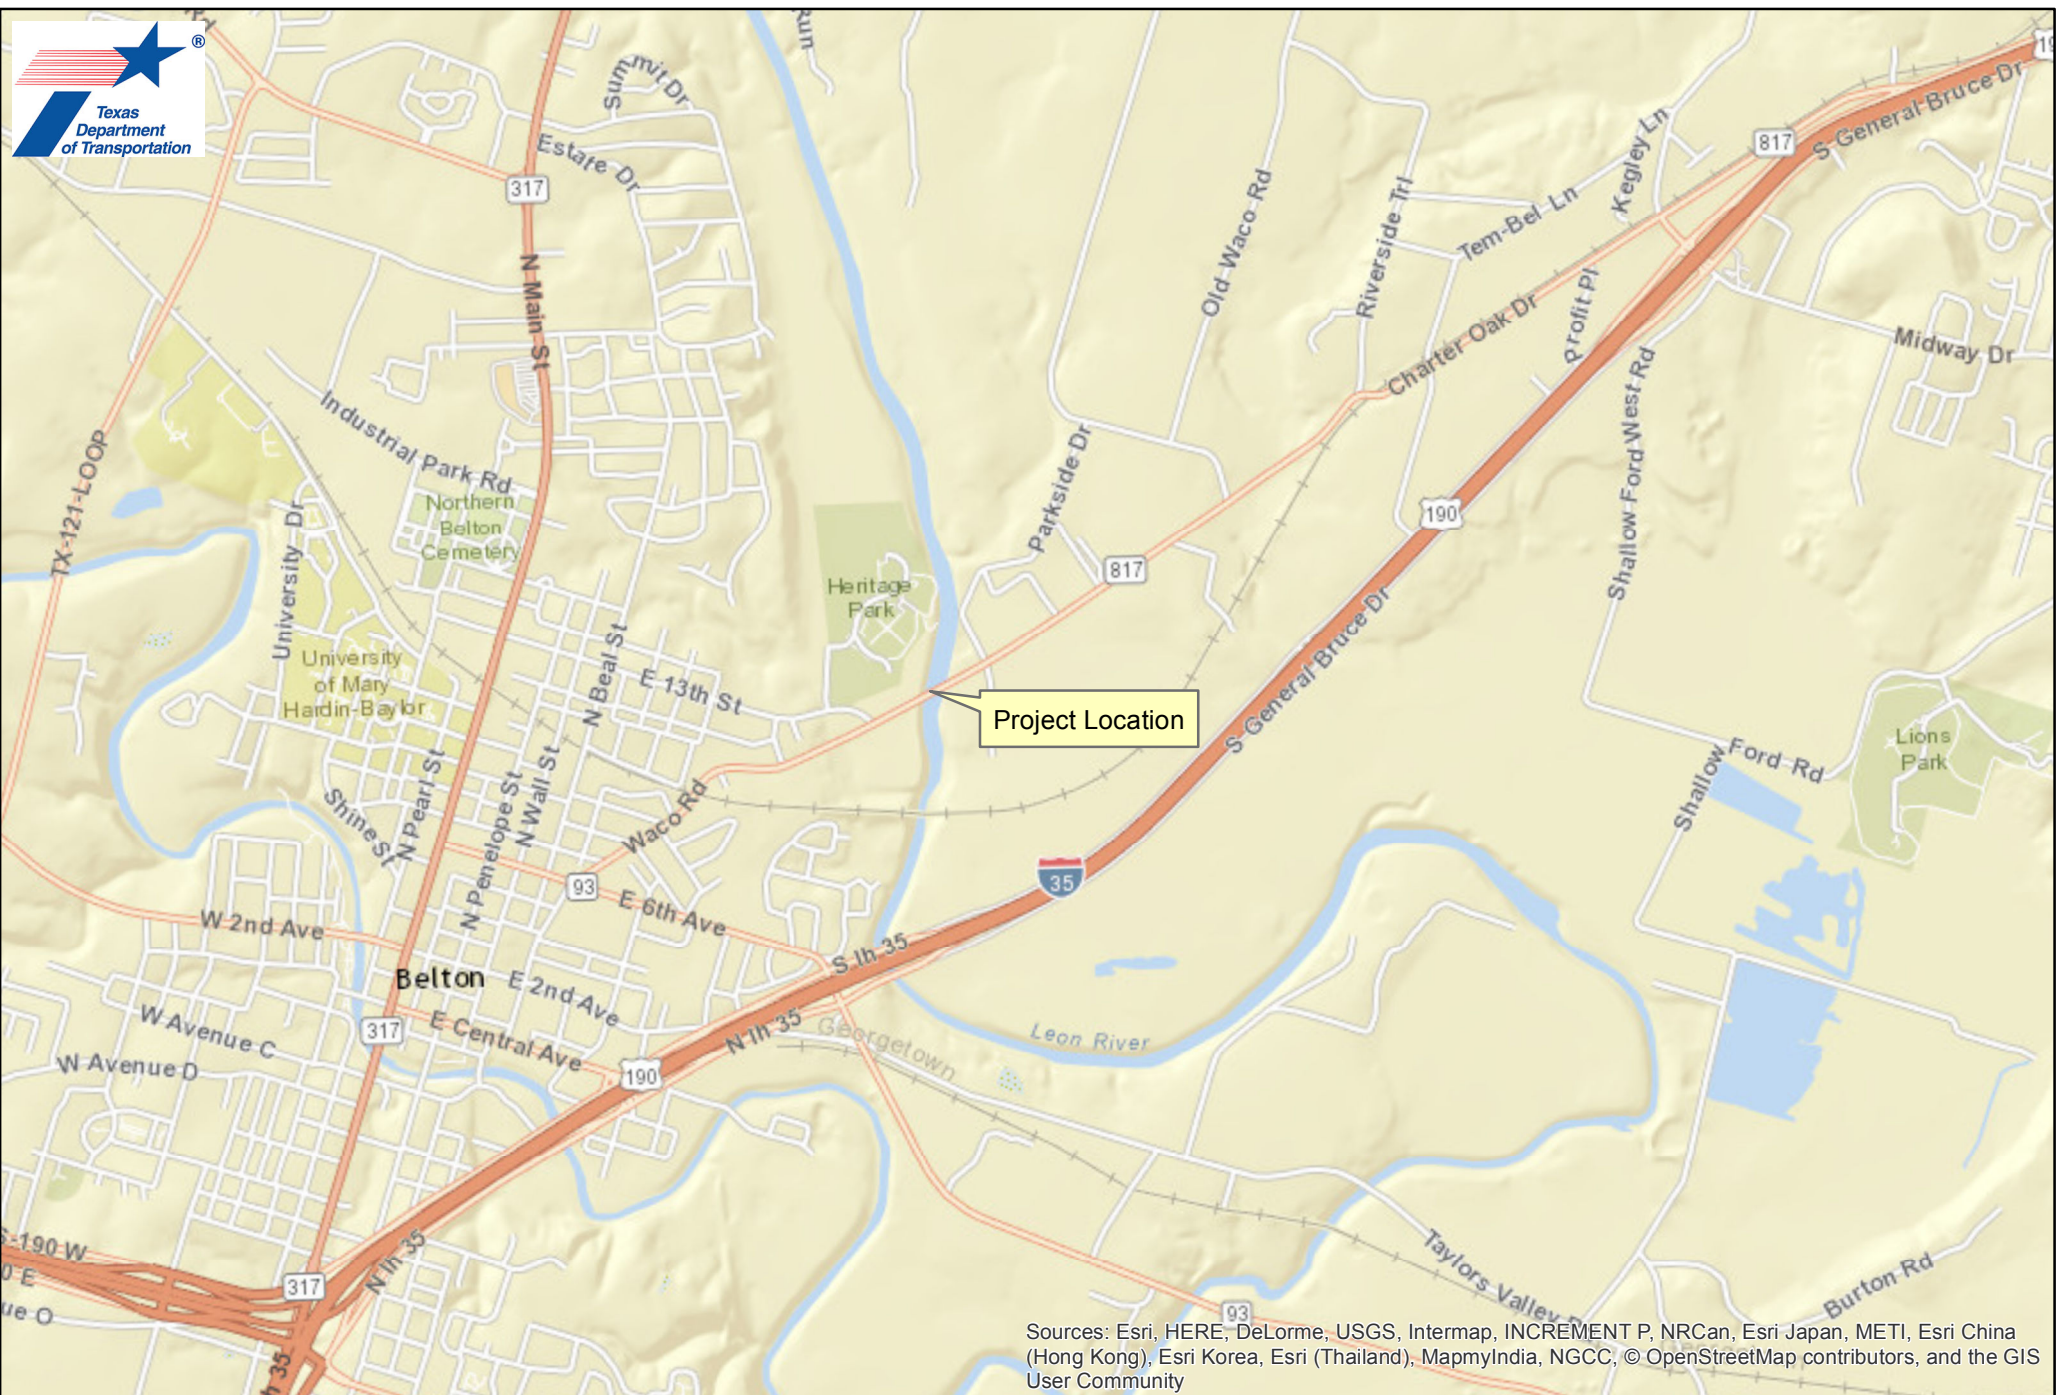 Texas
Department
of Transportation
®
Run
Summit Dr
Estate Dr
317
N Main St
817
S General Bruce Dr
Kegley Ln
Old Waco Rd
Riverside Trl
Tem-Bel Ln
Profit Pl
Charter Oak Dr
Midway Dr
Shallow Ford West Rd
TX-121-LOOP
Industrial Park Rd
Northern
Belton
Cemetery
University Dr
Parkside Dr
190
Heritage
Park
817
University
of Mary
Hardin-Baylor
N Beal St
E 13th St
Project Location
S General Bruce Dr
Lions
Park
Shallow Ford Rd
Shine St
N Pearl St
N Penelope St
N Wall St
Waco Rd
93
35
E 6th Ave
W 2nd Ave
S Ih 35
Belton
E 2nd Ave
W Avenue C
317
E Central Ave
N Ih 35
Georgetown
Leon River
W Avenue D
190
N Ih 35
317
Taylors Valley
Burton Rd
93
Sources: Esri, HERE, DeLorme, USGS, Intermap, INCREMENT P, NRCan, Esri Japan, METI, Esri China
(Hong Kong), Esri Korea, Esri (Thailand), MapmyIndia, NGCC, © OpenStreetMap contributors, and the GIS
User Community